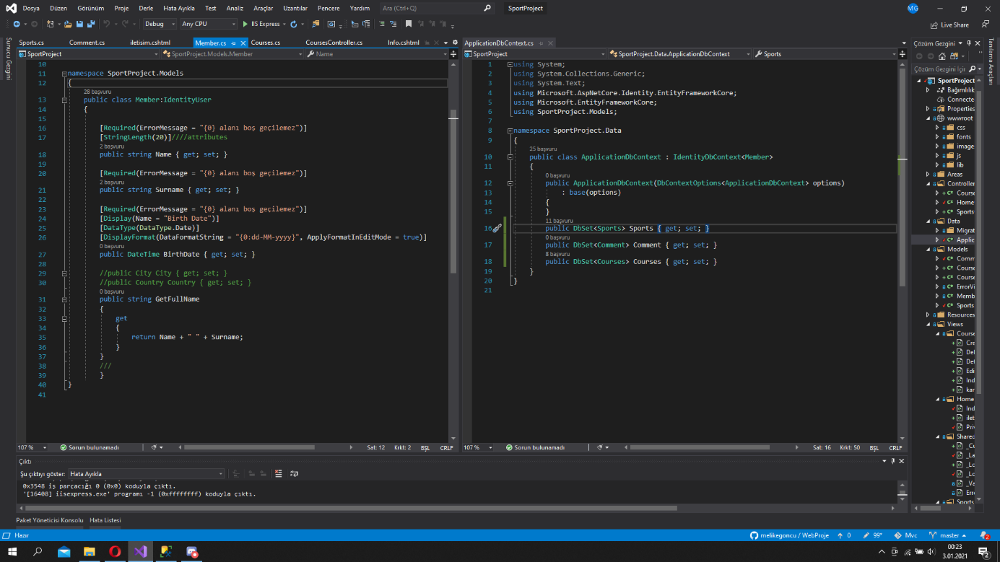 Dosya Düzen Görünüm Proje Derle Hata Ayıkla Test Analiz Araçlar Uzantılar Pencere Yardım Ara (Ctrl+Q) SportProject MG
Debug Any CPU IIS Express Live Share
Sunucu Gezgini
Sports.cs Comment.cs iletisim.cshtml Member.cs Courses.cs CoursesController.cs Info.cshtml
SportProject SportProject.Models.Member Name
10
11 namespace SportProject.Models
12 {
28 başvuru
13 public class Member:IdentityUser
14 {
15
16 [Required(ErrorMessage = "{0} alanı boş geçilemez")]
17 [StringLength(20)]////attributes
2 başvuru
18 public string Name { get; set; }
19
20 [Required(ErrorMessage = "{0} alanı boş geçilemez")]
2 başvuru
21 public string Surname { get; set; }
22
23 [Required(ErrorMessage = "{0} alanı boş geçilemez")]
24 [Display(Name = "Birth Date")]
25 [DataType(DataType.Date)]
26 [DisplayFormat(DataFormatString = "{0:dd-MM-yyyy}", ApplyFormatInEditMode = true)]
0 başvuru
27 public DateTime BirthDate { get; set; }
28
29 //public City City { get; set; }
30 //public Country Country { get; set; }
0 başvuru
31 public string GetFullName
32 {
33 get
34 {
35 return Name + " " + Surname;
36 }
37 }
38 ///
39 }
40 }
41
107 % Sorun bulunamadı Sat: 12 Krkt: 2 BŞL CRLF
ApplicationDbContext.cs
SportProject SportProject.Data.ApplicationDbContext Sports
1 using System;
2 using System.Collections.Generic;
3 using System.Text;
4 using Microsoft.AspNetCore.Identity.EntityFrameworkCore;
5 using Microsoft.EntityFrameworkCore;
6 using SportProject.Models;
7
8 namespace SportProject.Data
9 {
25 başvuru
10 public class ApplicationDbContext : IdentityDbContext<Member>
11 {
0 başvuru
12 public ApplicationDbContext(DbContextOptions<ApplicationDbContext> options)
13 : base(options)
14 {
15 }
11 başvuru
16 public DbSet<Sports> Sports { get; set; }
0 başvuru
17 public DbSet<Comment> Comment { get; set; }
8 başvuru
18 public DbSet<Courses> Courses { get; set; }
19 }
20 }
21
107 % Sorun bulunamadı Sat: 16 Krkt: 50 BŞL CRLF
Çözüm Gezgini
Çözüm Gezgini İçir
SportProject
Bağımlılık
Connecte
Properties
wwwroot
css
fonts
image
js
lib
Areas
Controller
Course
Home
Sports
Data
Migrat
Applic
Models
Comm
Course
Course
ErrorVi
Memb
Sports
Resources
Views
Course
Cre
Del
Det
Edi
Ind
kar
Home
Ind
ileti
Pri
Shared
_Cu
_La
_Lo
_Lo
_Va
Erro
Sports
Tanılama Araçları
Çıktı
Şu çıktıyı göster: Hata Ayıkla
0x3548 iş parçacığı 0 (0x0) koduyla çıktı.
'[16408] iisexpress.exe' programı -1 (0xffffffff) koduyla çıktı.
Paket Yöneticisi Konsolu Hata Listesi
Hazır melikegoncu / WebProje 0 99* Mvc master 2
00:23
3.01.2021
2